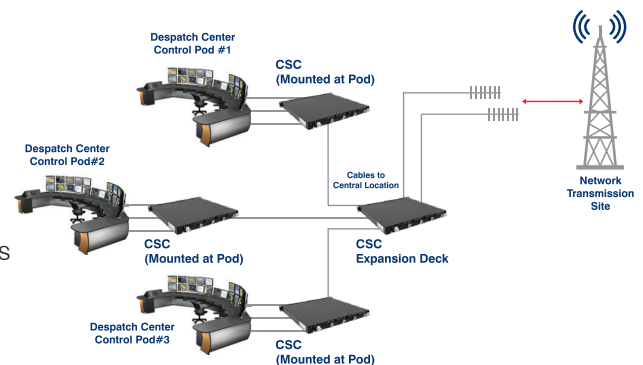 Despatch Center
Control Pod #1
CSC
(Mounted at Pod)
Despatch Center
Control Pod#2
CSC
(Mounted at Pod)
Cables to
Central Location
CSC
Expansion Deck
Network
Transmission
Site
S
Despatch Center
Control Pod#3
CSC
(Mounted at Pod)